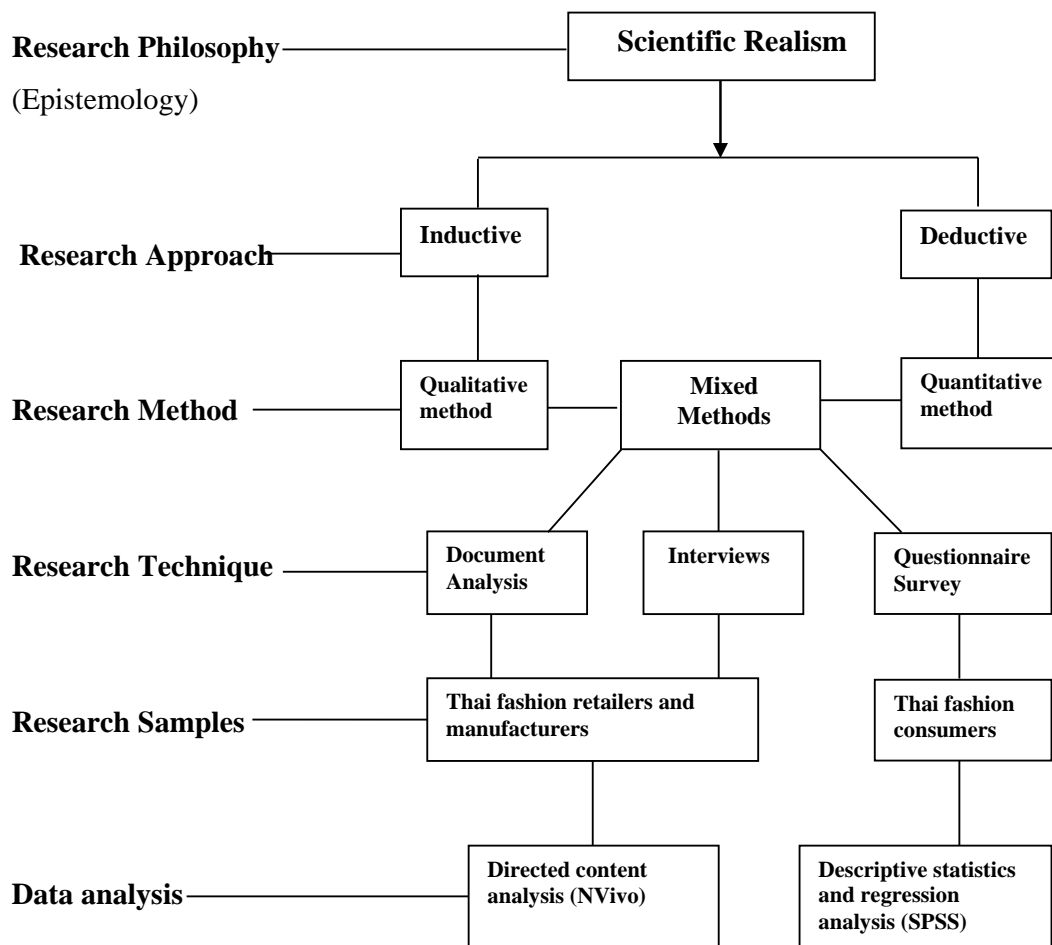 Research Philosophy
(Epistemology)
Scientific Realism
Research Approach
Inductive
Deductive
Research Method
Qualitative
method
Mixed
Methods
Quantitative
method
Research Technique
Document
Analysis
Interviews
Questionnaire
Survey
Research Samples
Thai fashion retailers and
manufacturers
Thai fashion
consumers
Data analysis
Directed content
analysis (NVivo)
Descriptive statistics
and regression
analysis (SPSS)